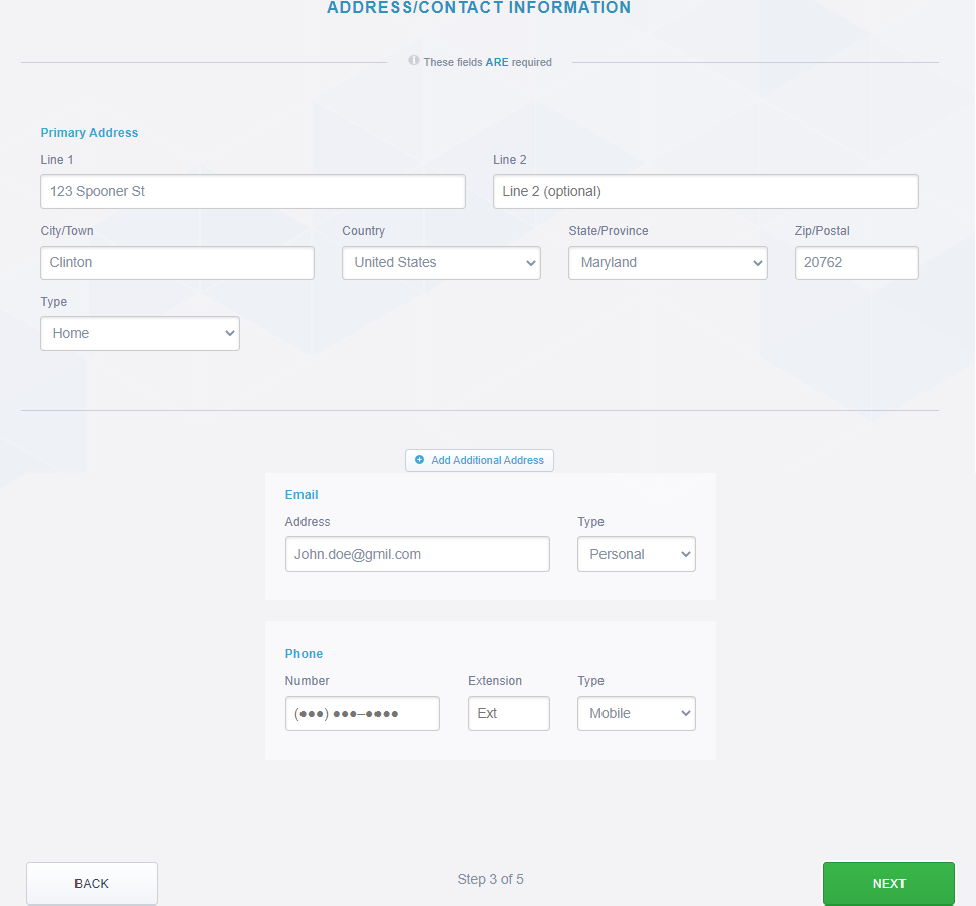 ADDRESS/CONTACT INFORMATION
These fields ARE required
Primary Address
Line 1 Line 2
123 Spooner St Line 2 (optional)
City/Town Country State/Province Zip/Postal
Clinton United States Maryland 20762
Type
Home
Add Additional Address
Email
Address Type
John.doe@gmil.com Personal
Phone
Number Extension Type
(●●●) ●●●–●●●● Ext Mobile
BACK Step 3 of 5 NEXT